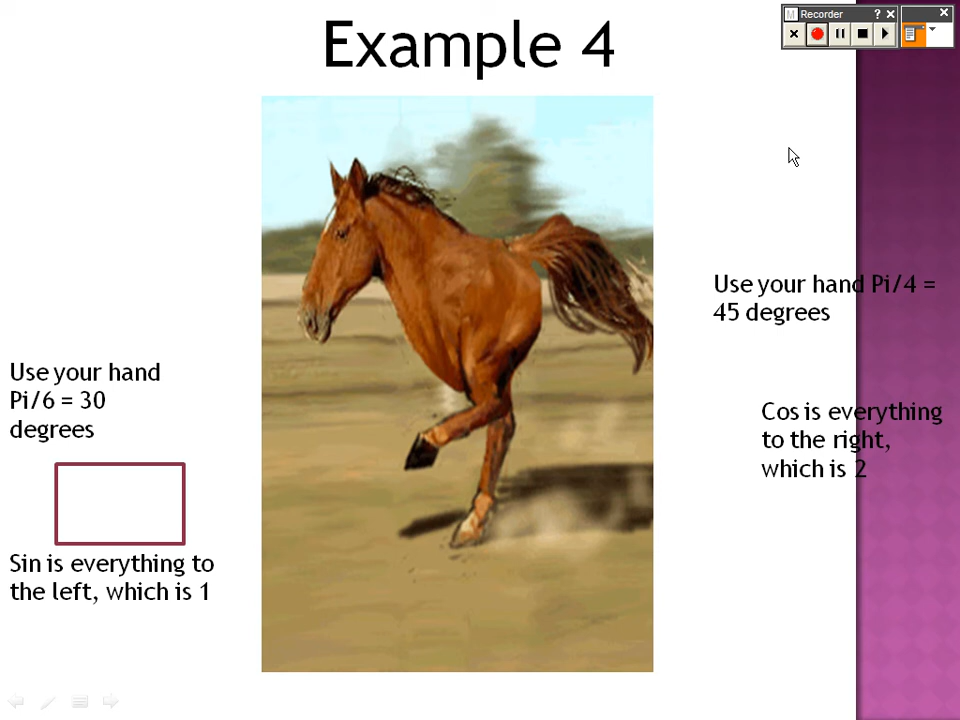 Example 4
Recorder
Use your hand Pi/4 =
45 degrees
Use your hand
Pi/6 = 30
degrees
Cos is everything
to the right,
which is 2
Sin is everything to
the left, which is 1